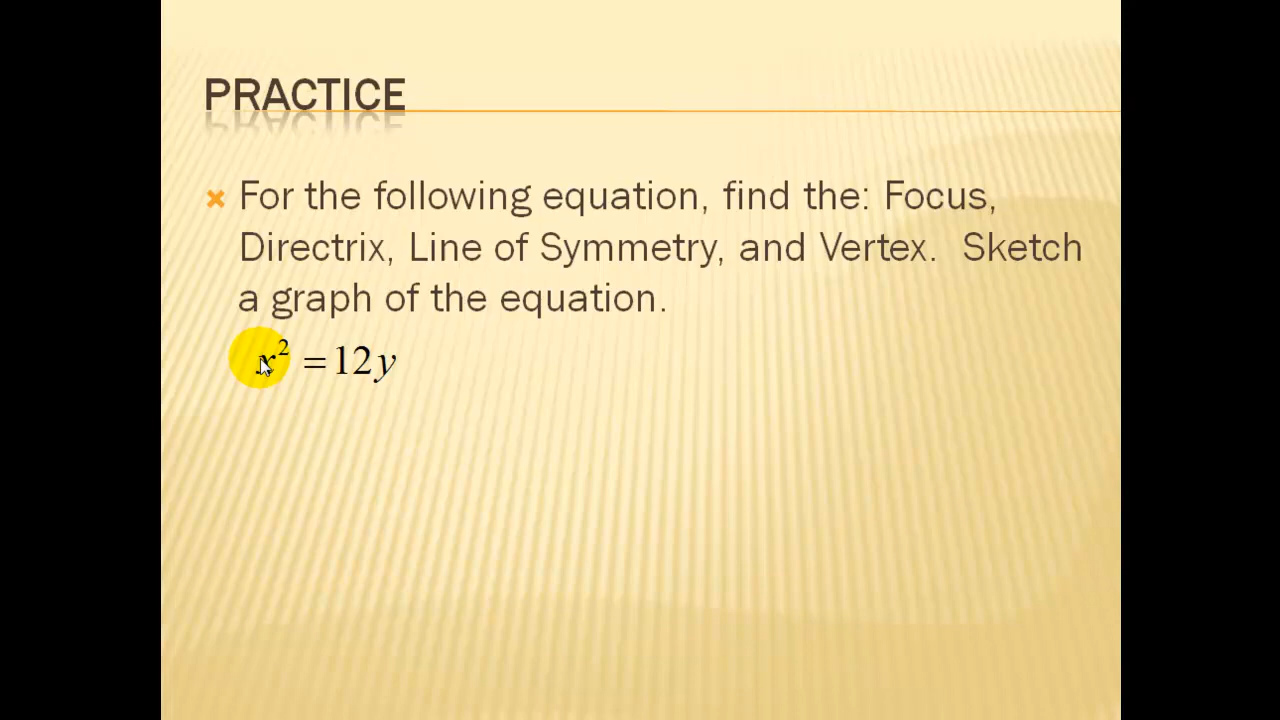 PRACTICE
For the following equation, find the: Focus,
Directrix, Line of Symmetry, and Vertex. Sketch
a graph of the equation.
x² = 12y